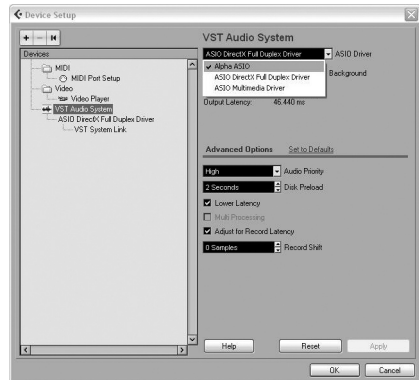 Device Setup
Devices
MIDI
MIDI Port Setup
Video
Video Player
VST Audio System
ASIO DirectX Full Duplex Driver
VST System Link
VST Audio System
ASIO DirectX Full Duplex Driver ASIO Driver
Alpha ASIO
ASIO DirectX Full Duplex Driver
ASIO Multimedia Driver
Background
Output Latency: 46.440 ms
Advanced Options Set to Defaults
High Audio Priority
2 Seconds Disk Preload
Lower Latency
Multi Processing
Adjust for Record Latency
0 Samples Record Shift
Help Reset Apply
OK Cancel